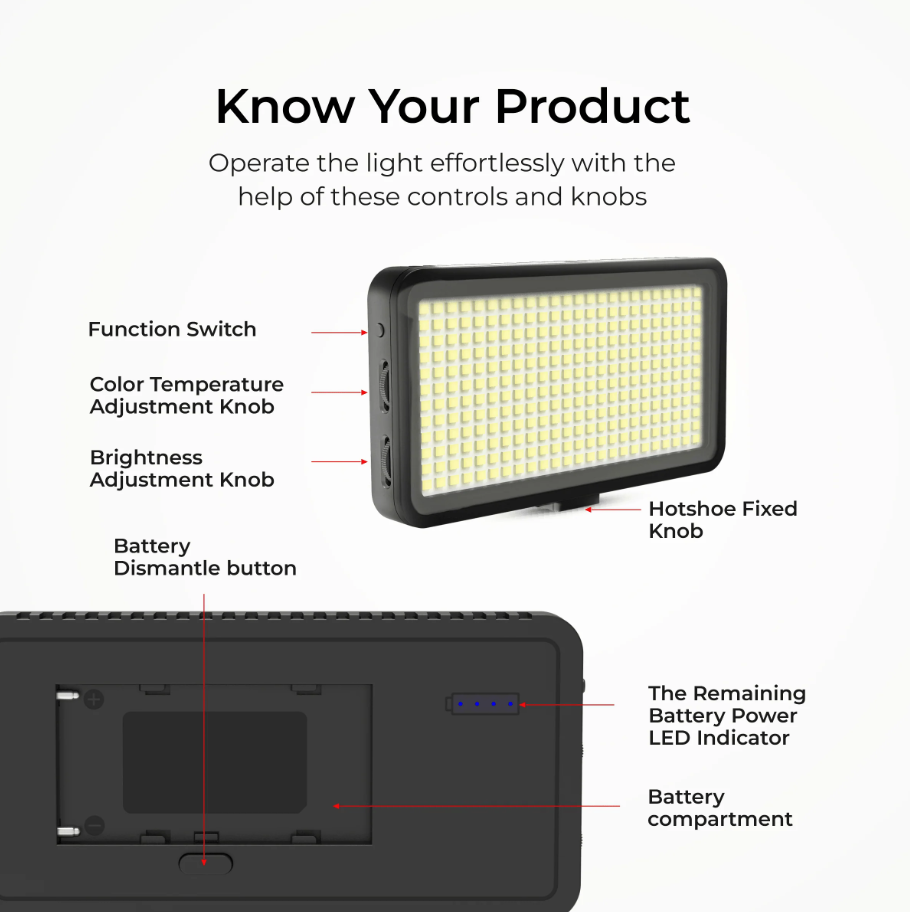 Know Your Product
Operate the light effortlessly with the
help of these controls and knobs
Function Switch
Color Temperature
Adjustment Knob
Brightness
Adjustment Knob
Hotshoe Fixed
Knob
Battery
Dismantle button
The Remaining
Battery Power
LED Indicator
Battery
compartment